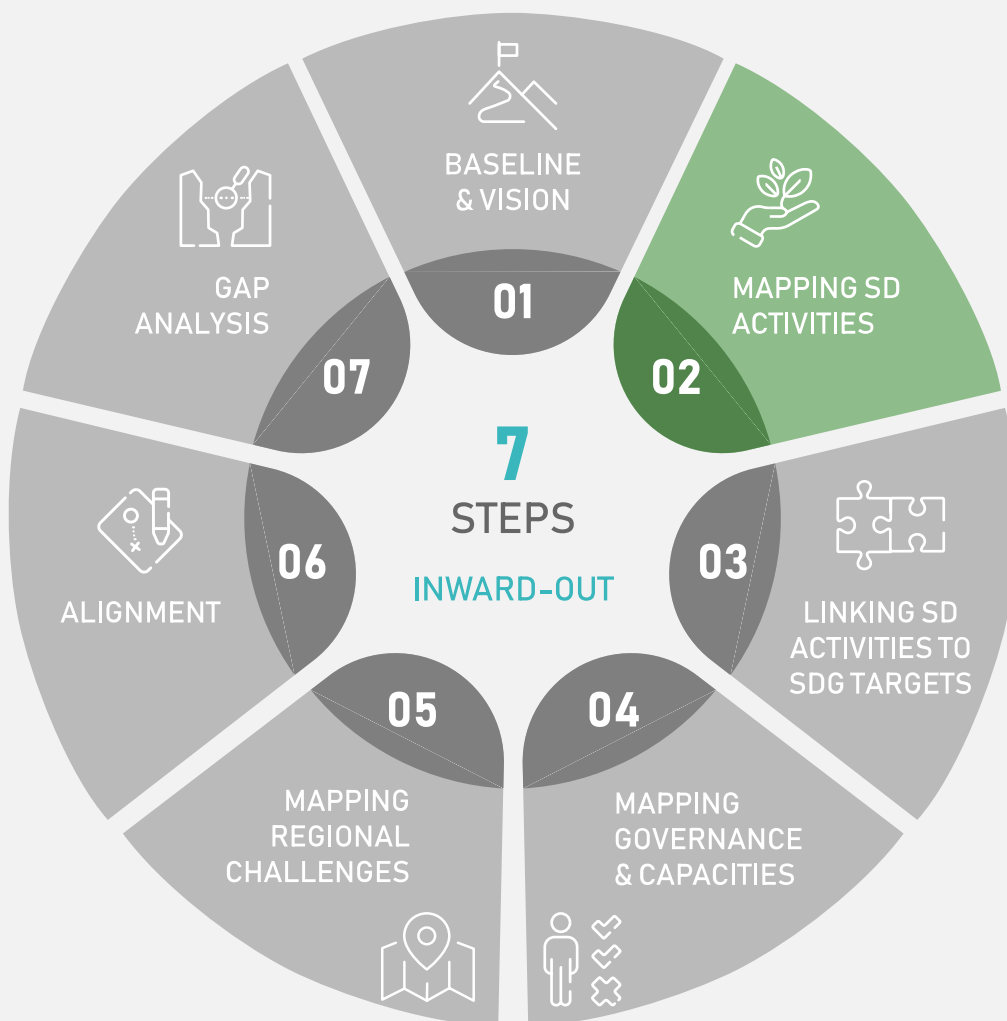 7
STEPS
INWARD-OUT
01
BASELINE
& VISION
02
MAPPING SD
ACTIVITIES
03
LINKING SD
ACTIVITIES TO
SDG TARGETS
04
MAPPING
GOVERNANCE
& CAPACITIES
05
MAPPING
REGIONAL
CHALLENGES
06
ALIGNMENT
07
GAP
ANALYSIS